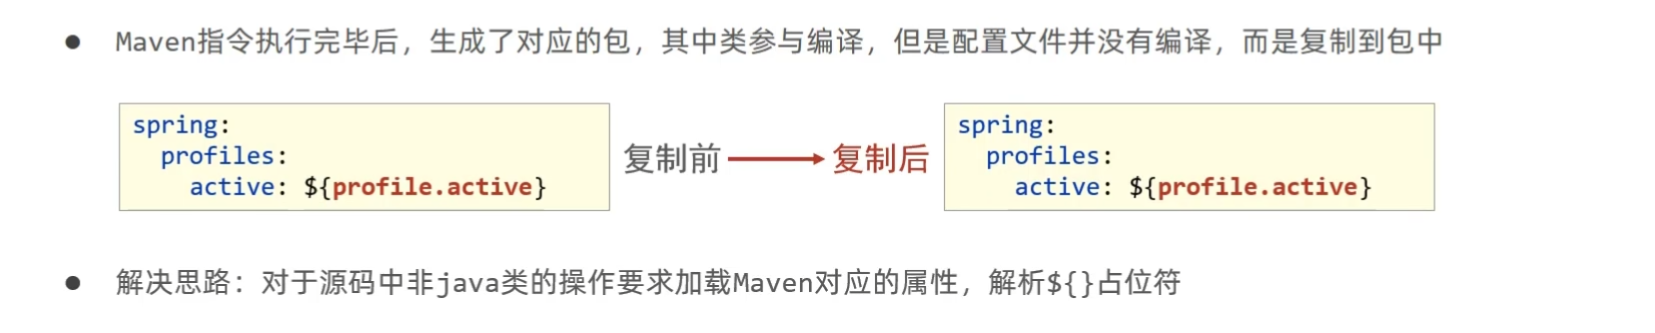 ● Maven指令执行完毕后，生成了对应的包，其中类参与编译，但是配置文件并没有编译，而是复制到包中
spring:
  profiles:
    active: ${profile.active}
复制前
复制后
spring:
  profiles:
    active: ${profile.active}
● 解决思路：对于源码中非java类的操作要求加载Maven对应的属性，解析${}占位符